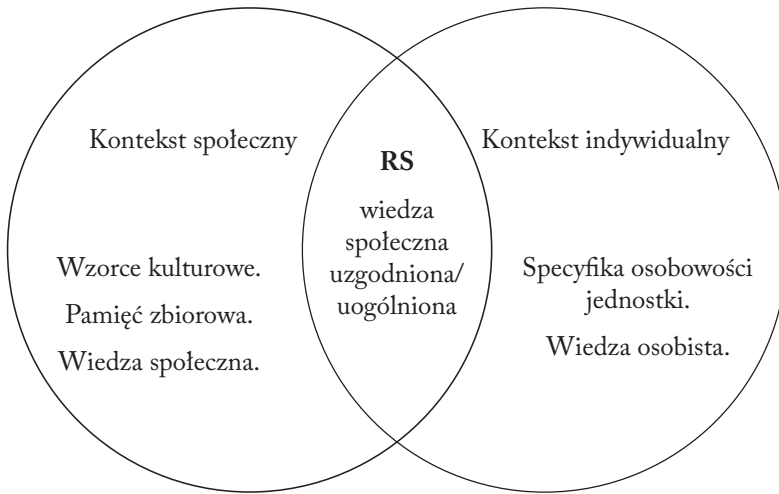 Kontekst społeczny
Wzorce kulturowe.
Pamięć zbiorowa.
Wiedza społeczna.
RS
wiedza
społeczna
uzgodniona/
uogólniona
Kontekst indywidualny
Specyfika osobowości
jednostki.
Wiedza osobista.